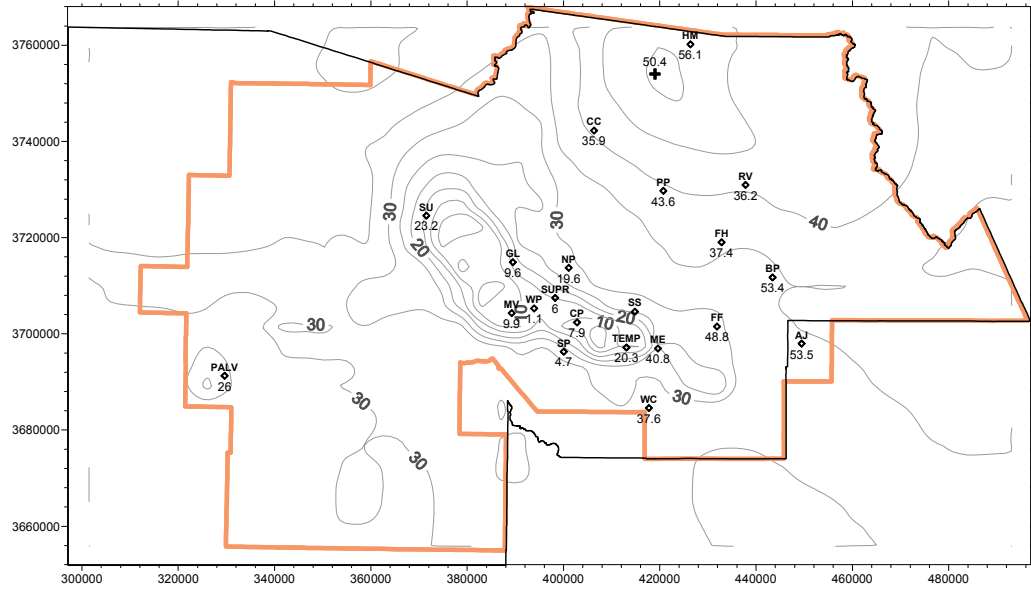 3760000
HM
56.1
50.4
CC
35.9
3740000
PP
43.6
RV
36.2
30
SU
23.2
30
40
3720000
20
FH
37.4
GL
9.6
NP
19.6
BP
53.4
SUPR
6
WP
1.1
MV
9.9
10
SS
20
CP
7.9
10
FF
48.8
3700000
30
SP
4.7
TEMP
20.3
ME
40.8
AJ
53.5
PALV
26
30
30
WC
37.6
3680000
30
3660000
300000 320000 340000 360000 380000 400000 420000 440000 460000 480000